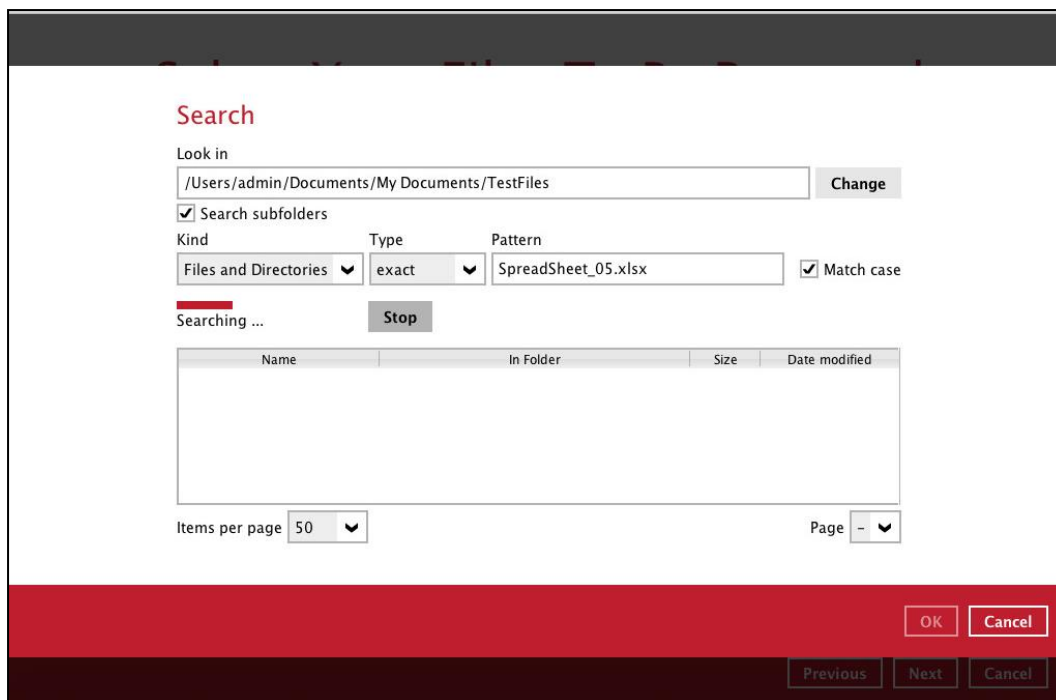 Search
Look in
/Users/admin/Documents/My Documents/TestFiles Change
Search subfolders
Kind Type Pattern
Files and Directories exact SpreadSheet_05.xlsx Match case
Searching ... Stop
Name In Folder Size Date modified
Items per page 50 Page -
OK Cancel
Previous Next Cancel